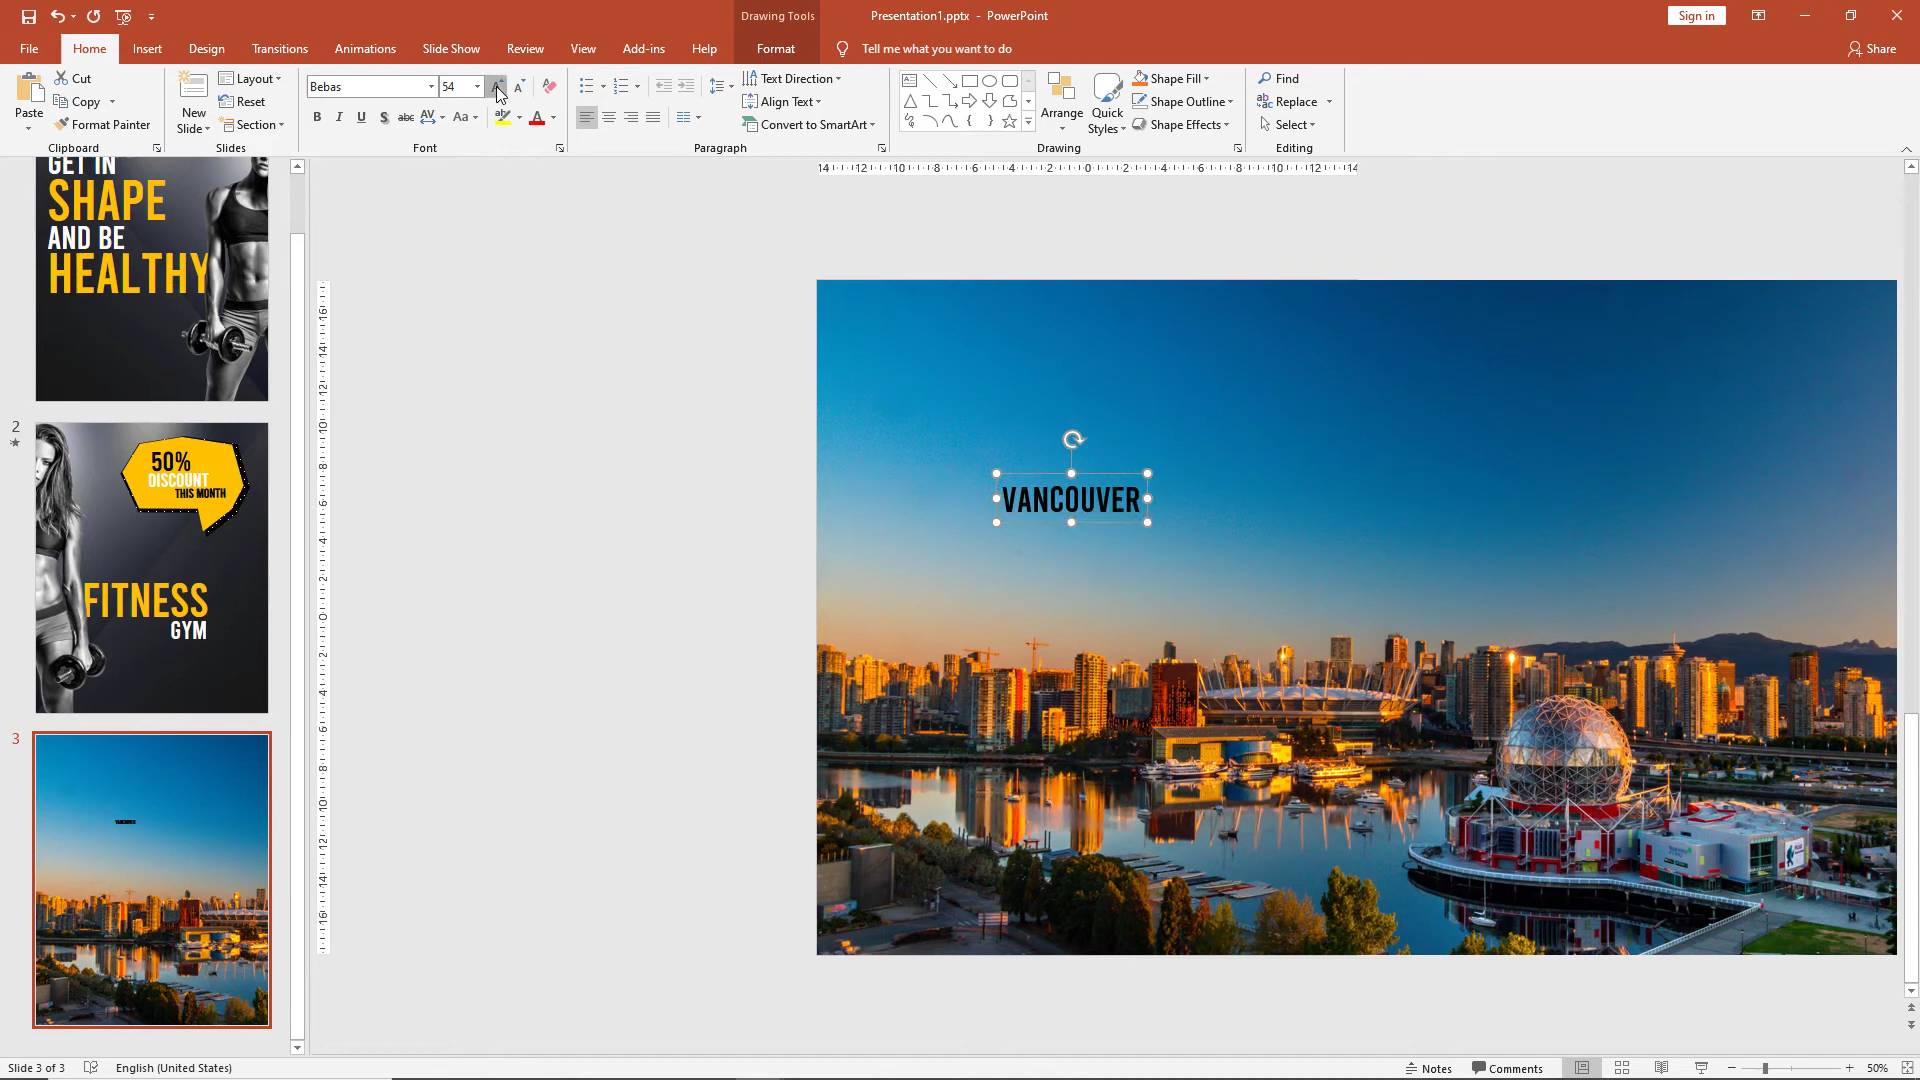 Drawing Tools
Presentation1.pptx - PowerPoint
Sign in
File
Home
Insert
Design
Transitions
Animations
Slide Show
Review
View
Add-ins
Help
Format
Tell me what you want to do
Share
Paste
Cut
Copy
Format Painter
Clipboard
New
Slide
Layout
Reset
Section
Slides
Bebas
54
B I U S abc AV Aa
Font
Text Direction
Align Text
Convert to SmartArt
Paragraph
Arrange
Quick
Styles
Shape Fill
Shape Outline
Shape Effects
Drawing
Find
Replace
Select
Editing
GET IN
SHAPE
AND BE
HEALTHY
2
50%
DISCOUNT
THIS MONTH
FITNESS
GYM
3
VANCOUVER
Slide 3 of 3
English (United States)
Notes
Comments
50%